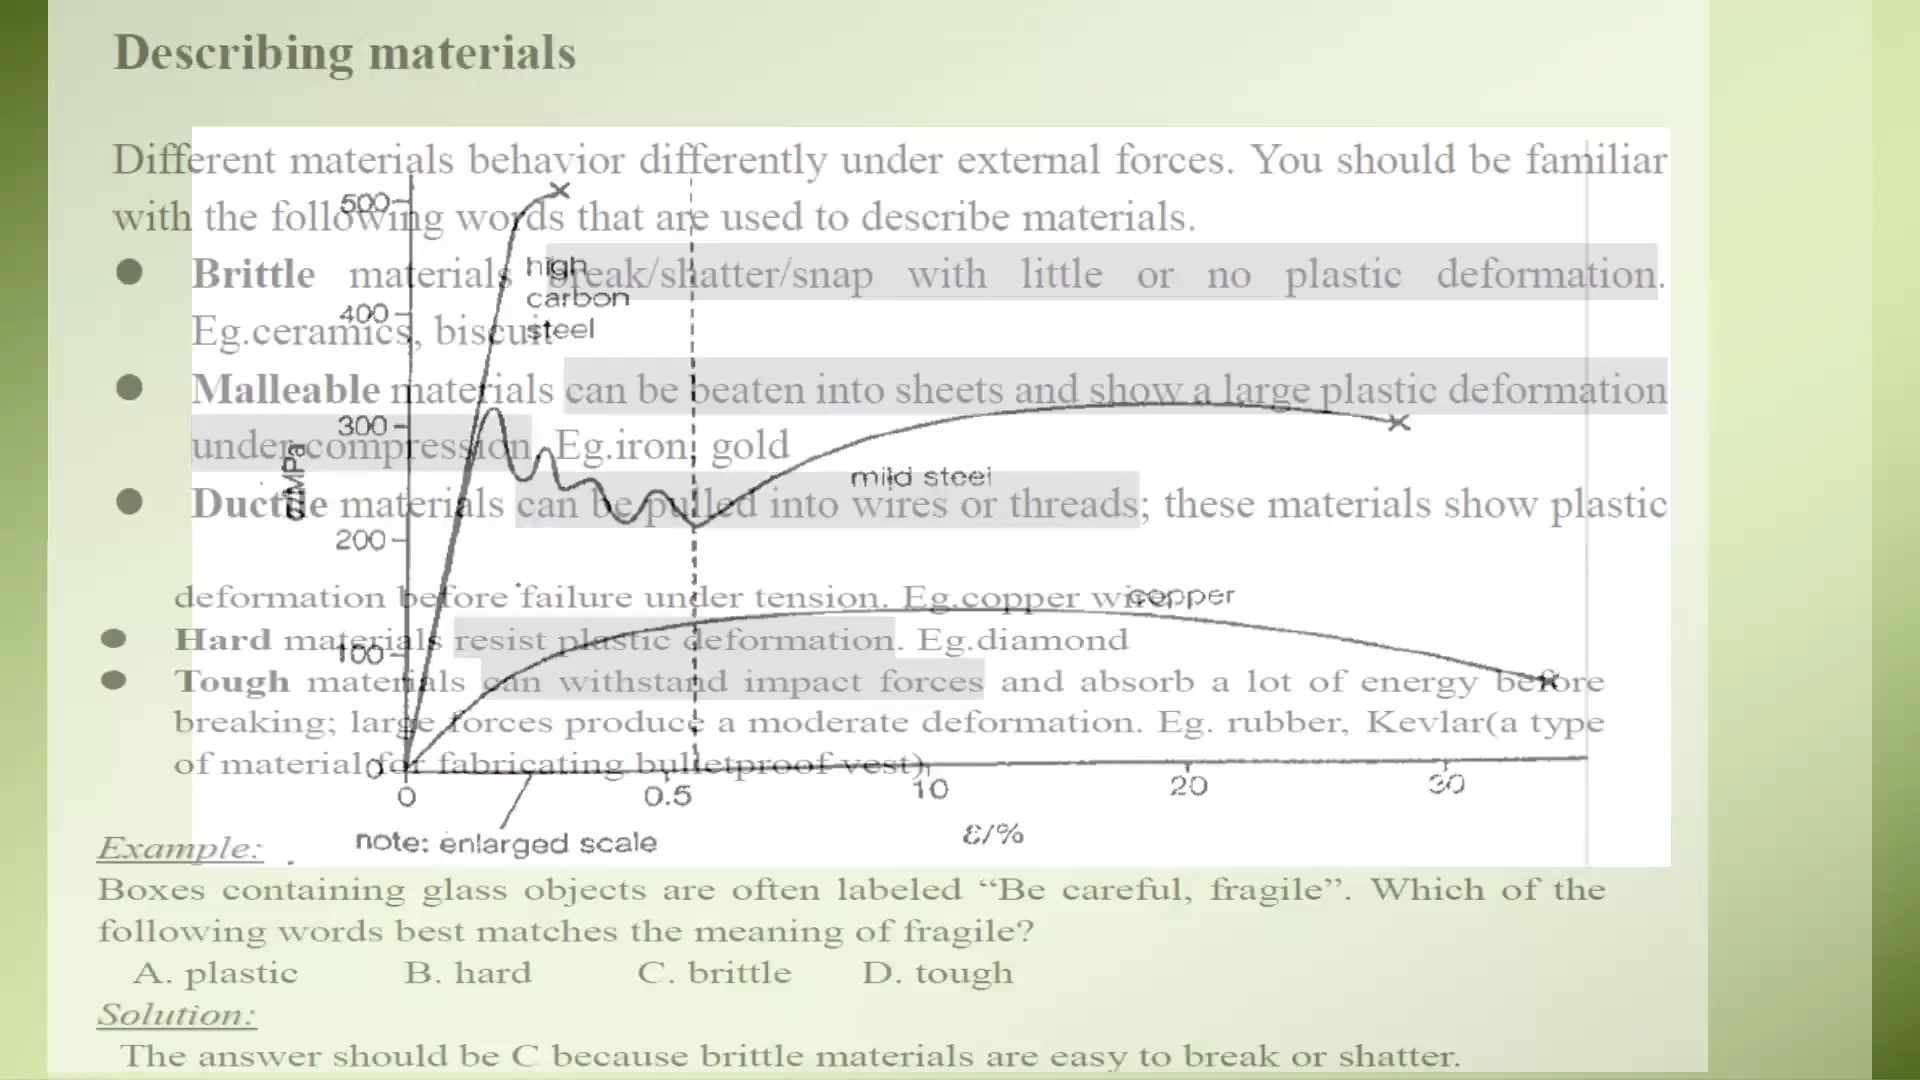 Describing materials
Different materials behavior differently under external forces. You should be familiar
with the following words that are used to describe materials.
● Brittle materials break/shatter/snap with little or no plastic deformation.
Eg.ceramics, biscuit
● Malleable materials can be beaten into sheets and show a large plastic deformation
under compression. Eg.iron, gold
● Ductile materials can be pulled into wires or threads; these materials show plastic
deformation before failure under tension. Eg.copper wire
● Hard materials resist plastic deformation. Eg.diamond
● Tough materials can withstand impact forces and absorb a lot of energy before
breaking; large forces produce a moderate deformation. Eg. rubber, Kevlar(a type
of material for fabricating bulletproof vest),
Example:
Boxes containing glass objects are often labeled “Be careful, fragile”. Which of the
following words best matches the meaning of fragile?
A. plastic B. hard C. brittle D. tough
Solution:
The answer should be C because brittle materials are easy to break or shatter.
500
400
300
200
100
0
σ/MPa
high
carbon
steel
mild steel
copper
0 0.5 10 20 30
ε/%
note: enlarged scale